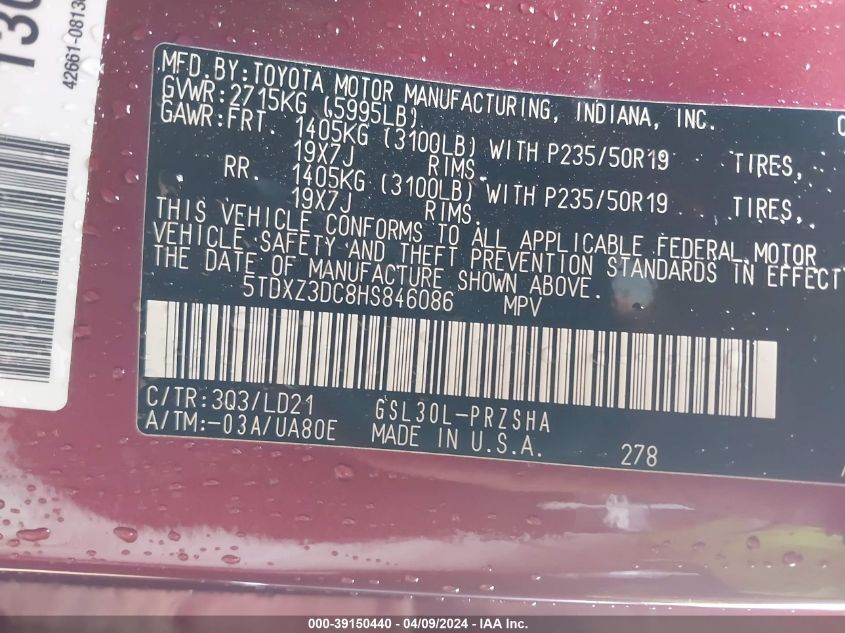 42661-0813
MFD. BY: TOYOTA MOTOR MANUFACTURING, INDIANA, INC.
GVWR: 2715KG (5995LB)
GAWR: FRT. 1405KG (3100LB) WITH P235/50R19 TIRES,
19X7J RIMS.
RR. 1405KG (3100LB) WITH P235/50R19 TIRES,
19X7J RIMS.
THIS VEHICLE CONFORMS TO ALL APPLICABLE FEDERAL MOTOR
VEHICLE SAFETY AND THEFT PREVENTION STANDARDS IN EFFECT
THE DATE OF MANUFACTURE SHOWN ABOVE.
5TDXZ3DC8HS846086 MPV
C/TR: 3Q3/LD21 GSL30L-PRZSHA
A/TM:-03A/UA80E MADE IN U.S.A. 278
000-39150440 - 04/09/2024 - IAA Inc.